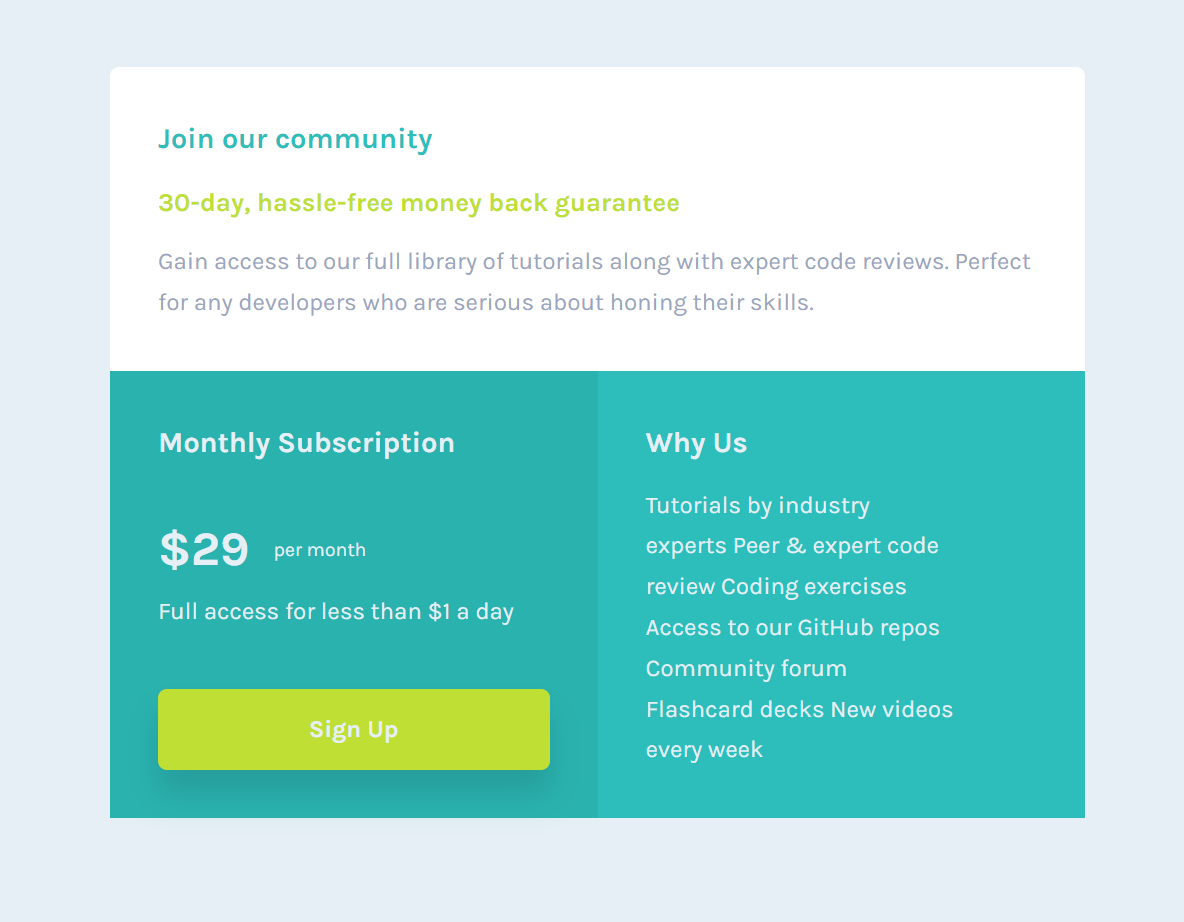 Join our community
30-day, hassle-free money back guarantee
Gain access to our full library of tutorials along with expert code reviews. Perfect
for any developers who are serious about honing their skills.
Monthly Subscription
$29 per month
Full access for less than $1 a day
Sign Up
Why Us
Tutorials by industry
experts Peer & expert code
review Coding exercises
Access to our GitHub repos
Community forum
Flashcard decks New videos
every week